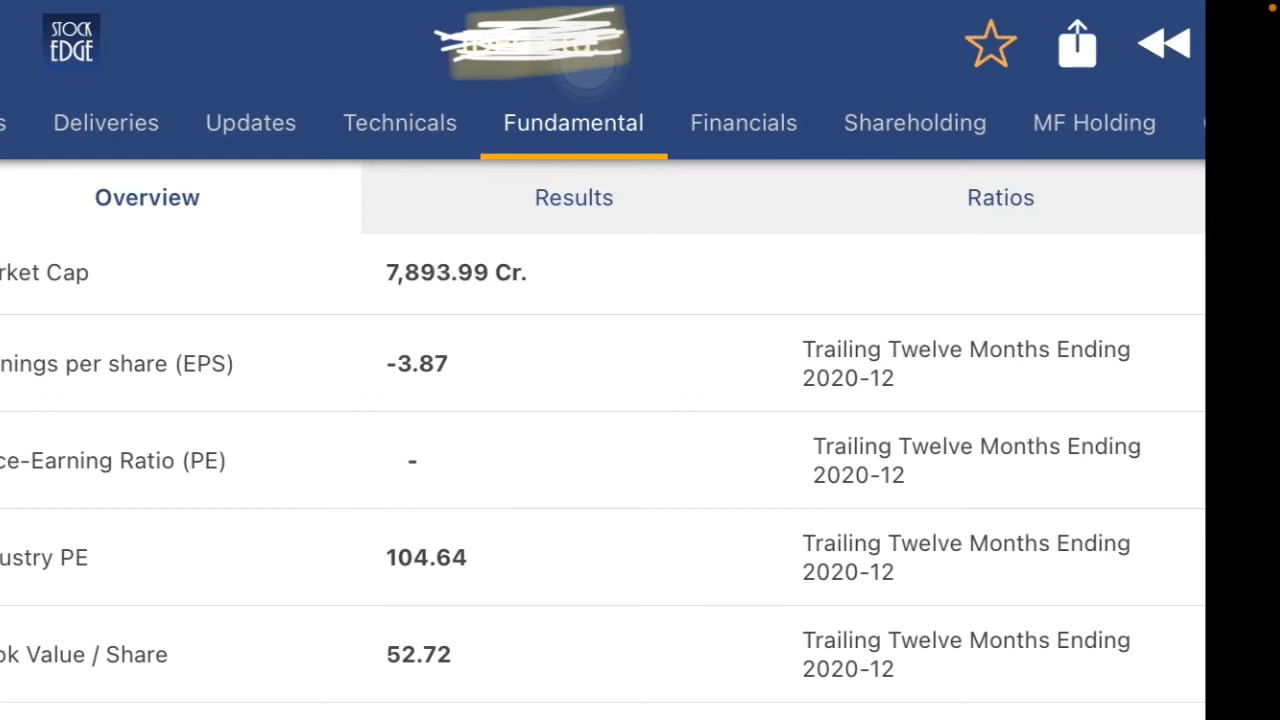 STOCK
EDGE
s Deliveries Updates Technicals Fundamental Financials Shareholding MF Holding
Overview Results Ratios
rket Cap 7,893.99 Cr.
nings per share (EPS) -3.87 Trailing Twelve Months Ending
2020-12
ce-Earning Ratio (PE) - Trailing Twelve Months Ending
2020-12
ustry PE 104.64 Trailing Twelve Months Ending
2020-12
ok Value / Share 52.72 Trailing Twelve Months Ending
2020-12